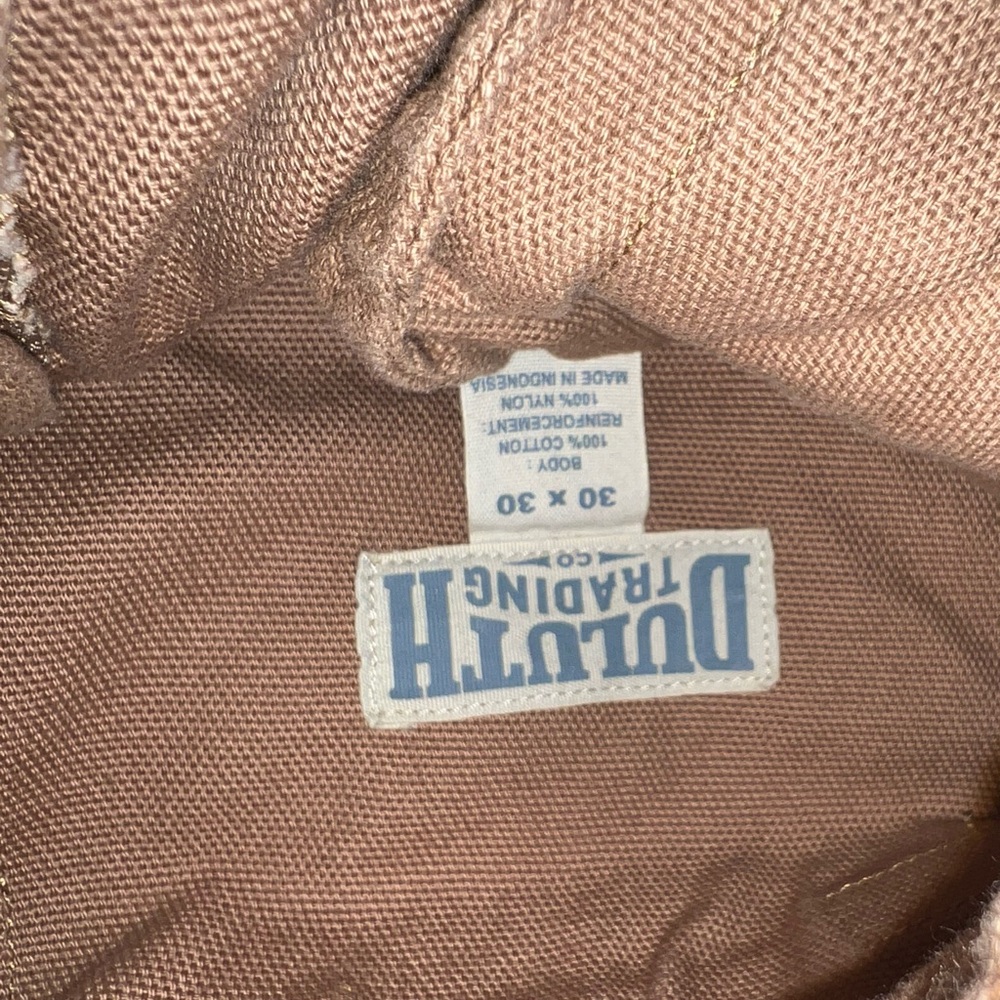 DULUTH
TRADING
CO
30 x 30
BODY :
100% COTTON
REINFORCEMENT:
100% NYLON
MADE IN INDONESIA